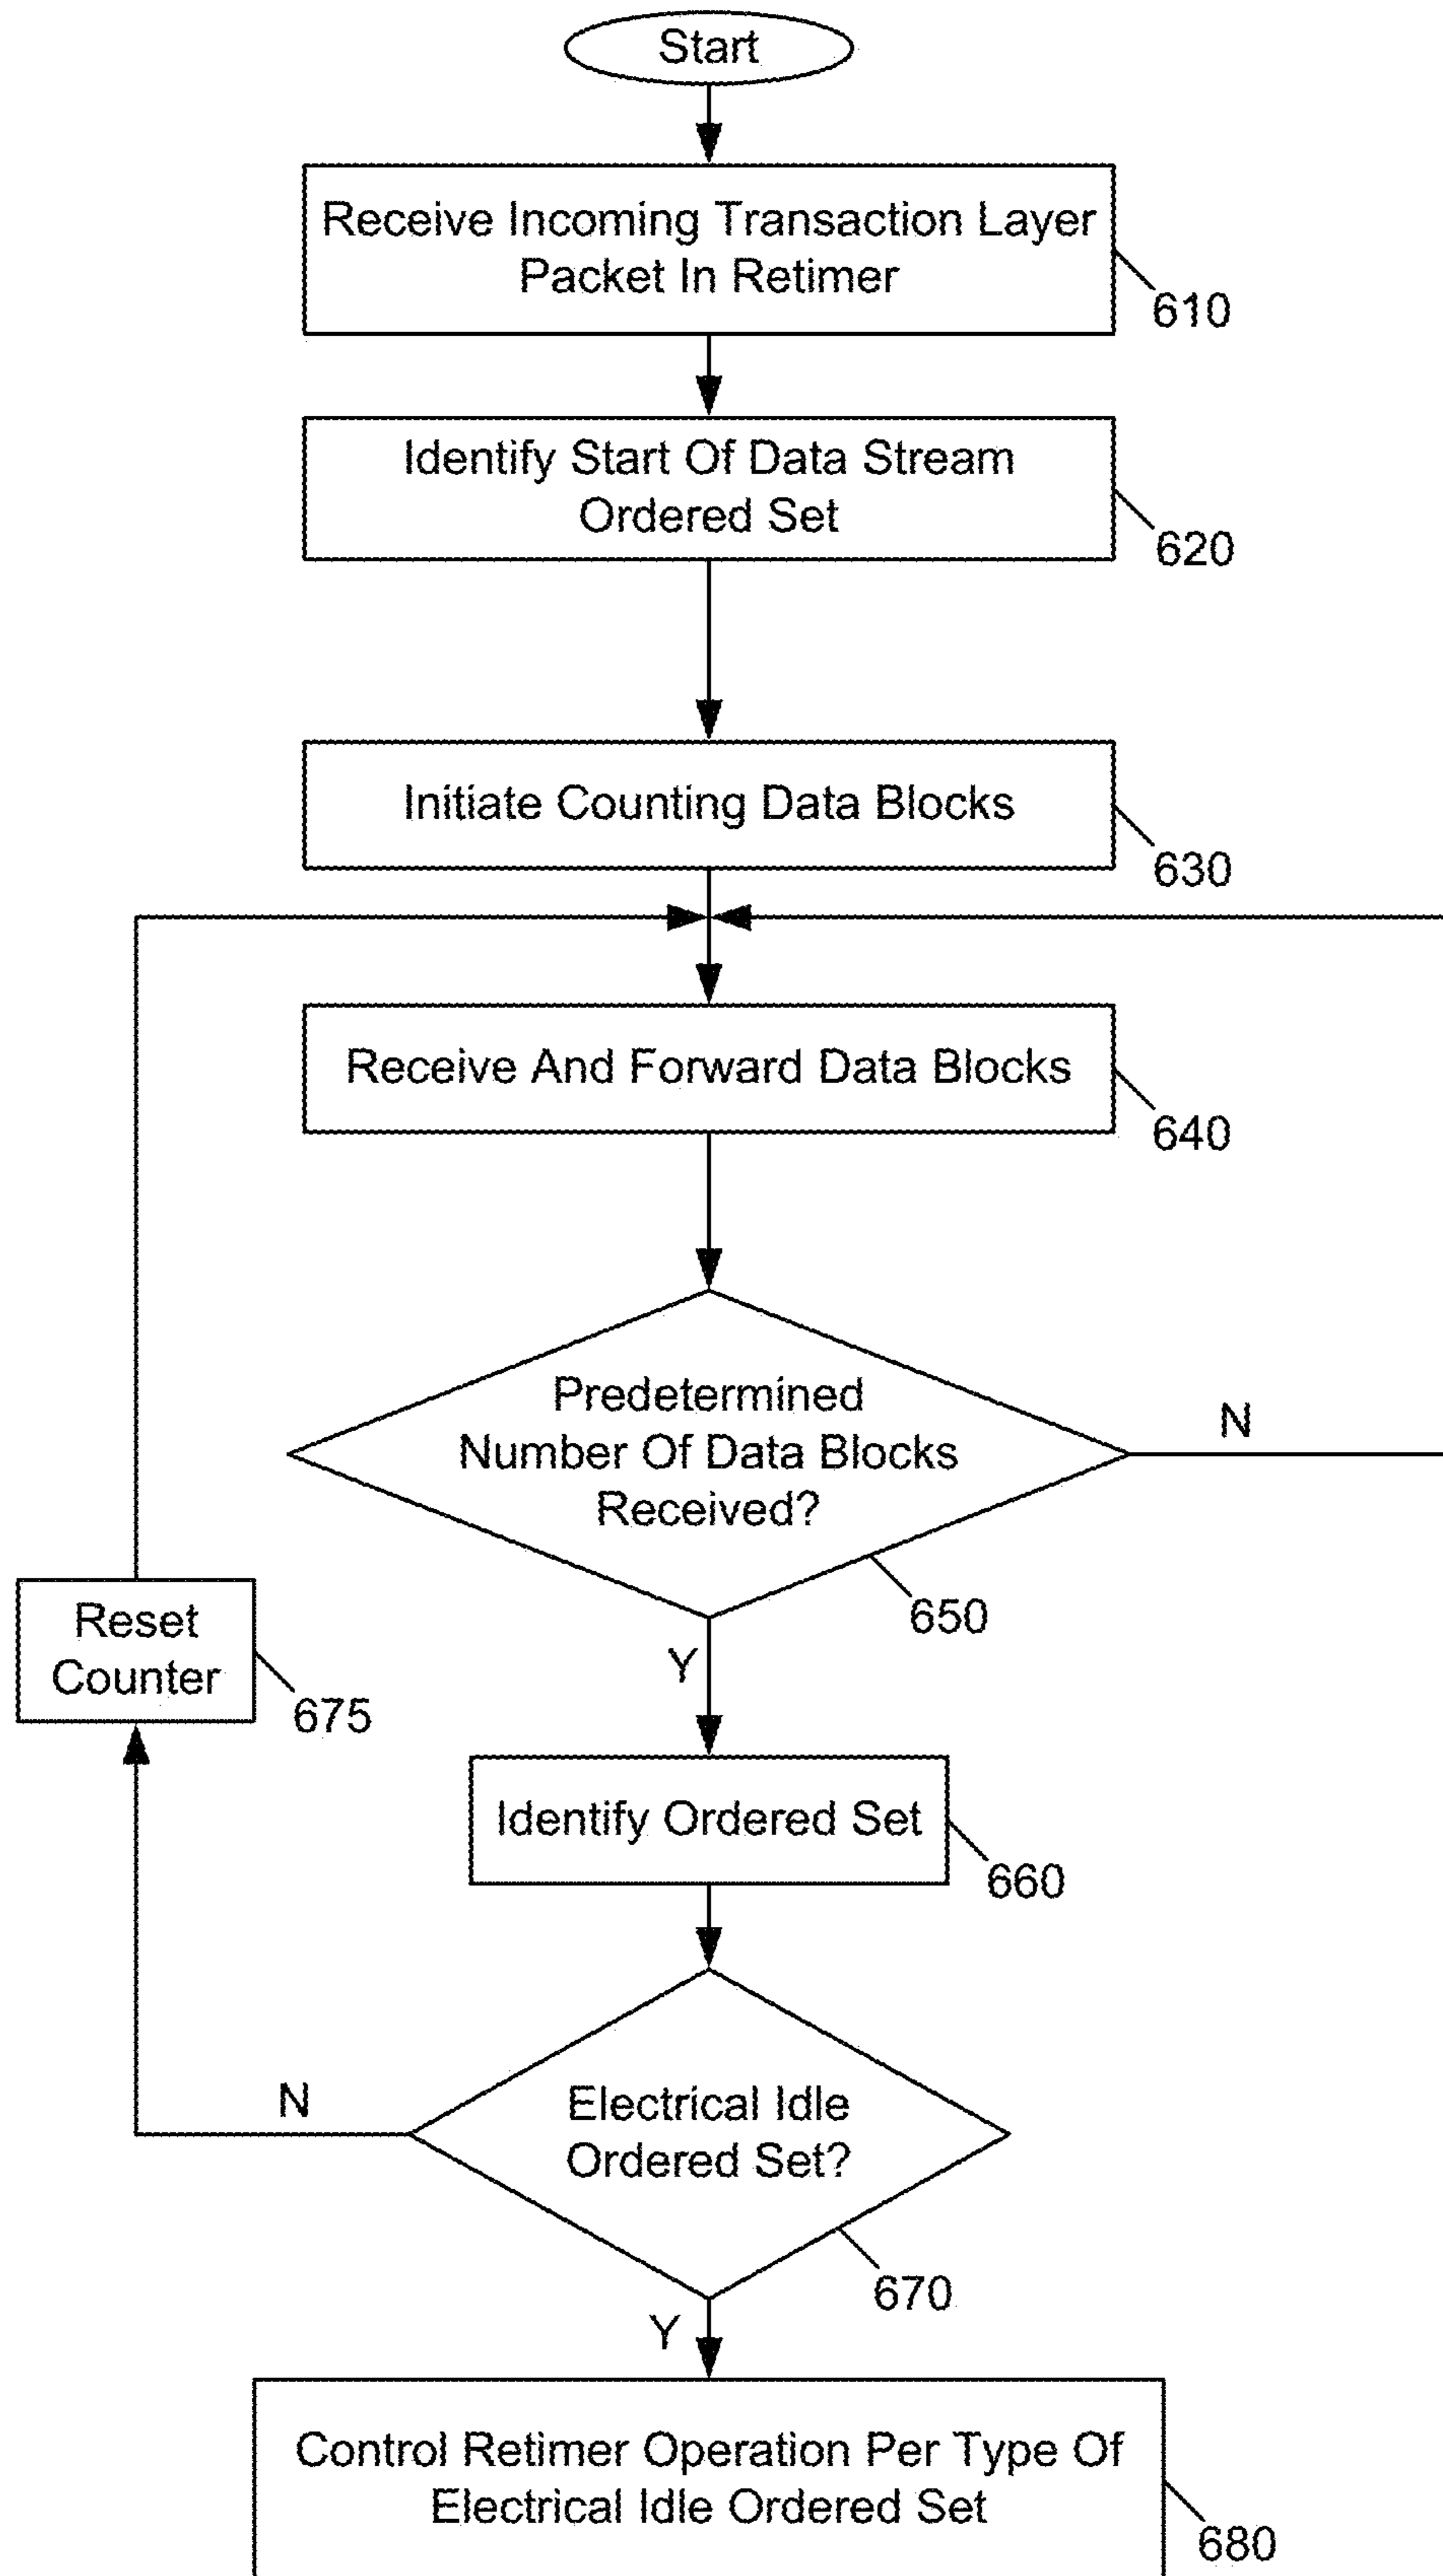 Start
Receive Incoming Transaction Layer
Packet In Retimer
610
Identify Start Of Data Stream
Ordered Set
620
Initiate Counting Data Blocks
630
Receive And Forward Data Blocks
640
Predetermined
Number Of Data Blocks
Received?
N
650
Y
Reset
Counter
675
Identify Ordered Set
660
Electrical Idle
Ordered Set?
N
670
Y
Control Retimer Operation Per Type Of
Electrical Idle Ordered Set
680